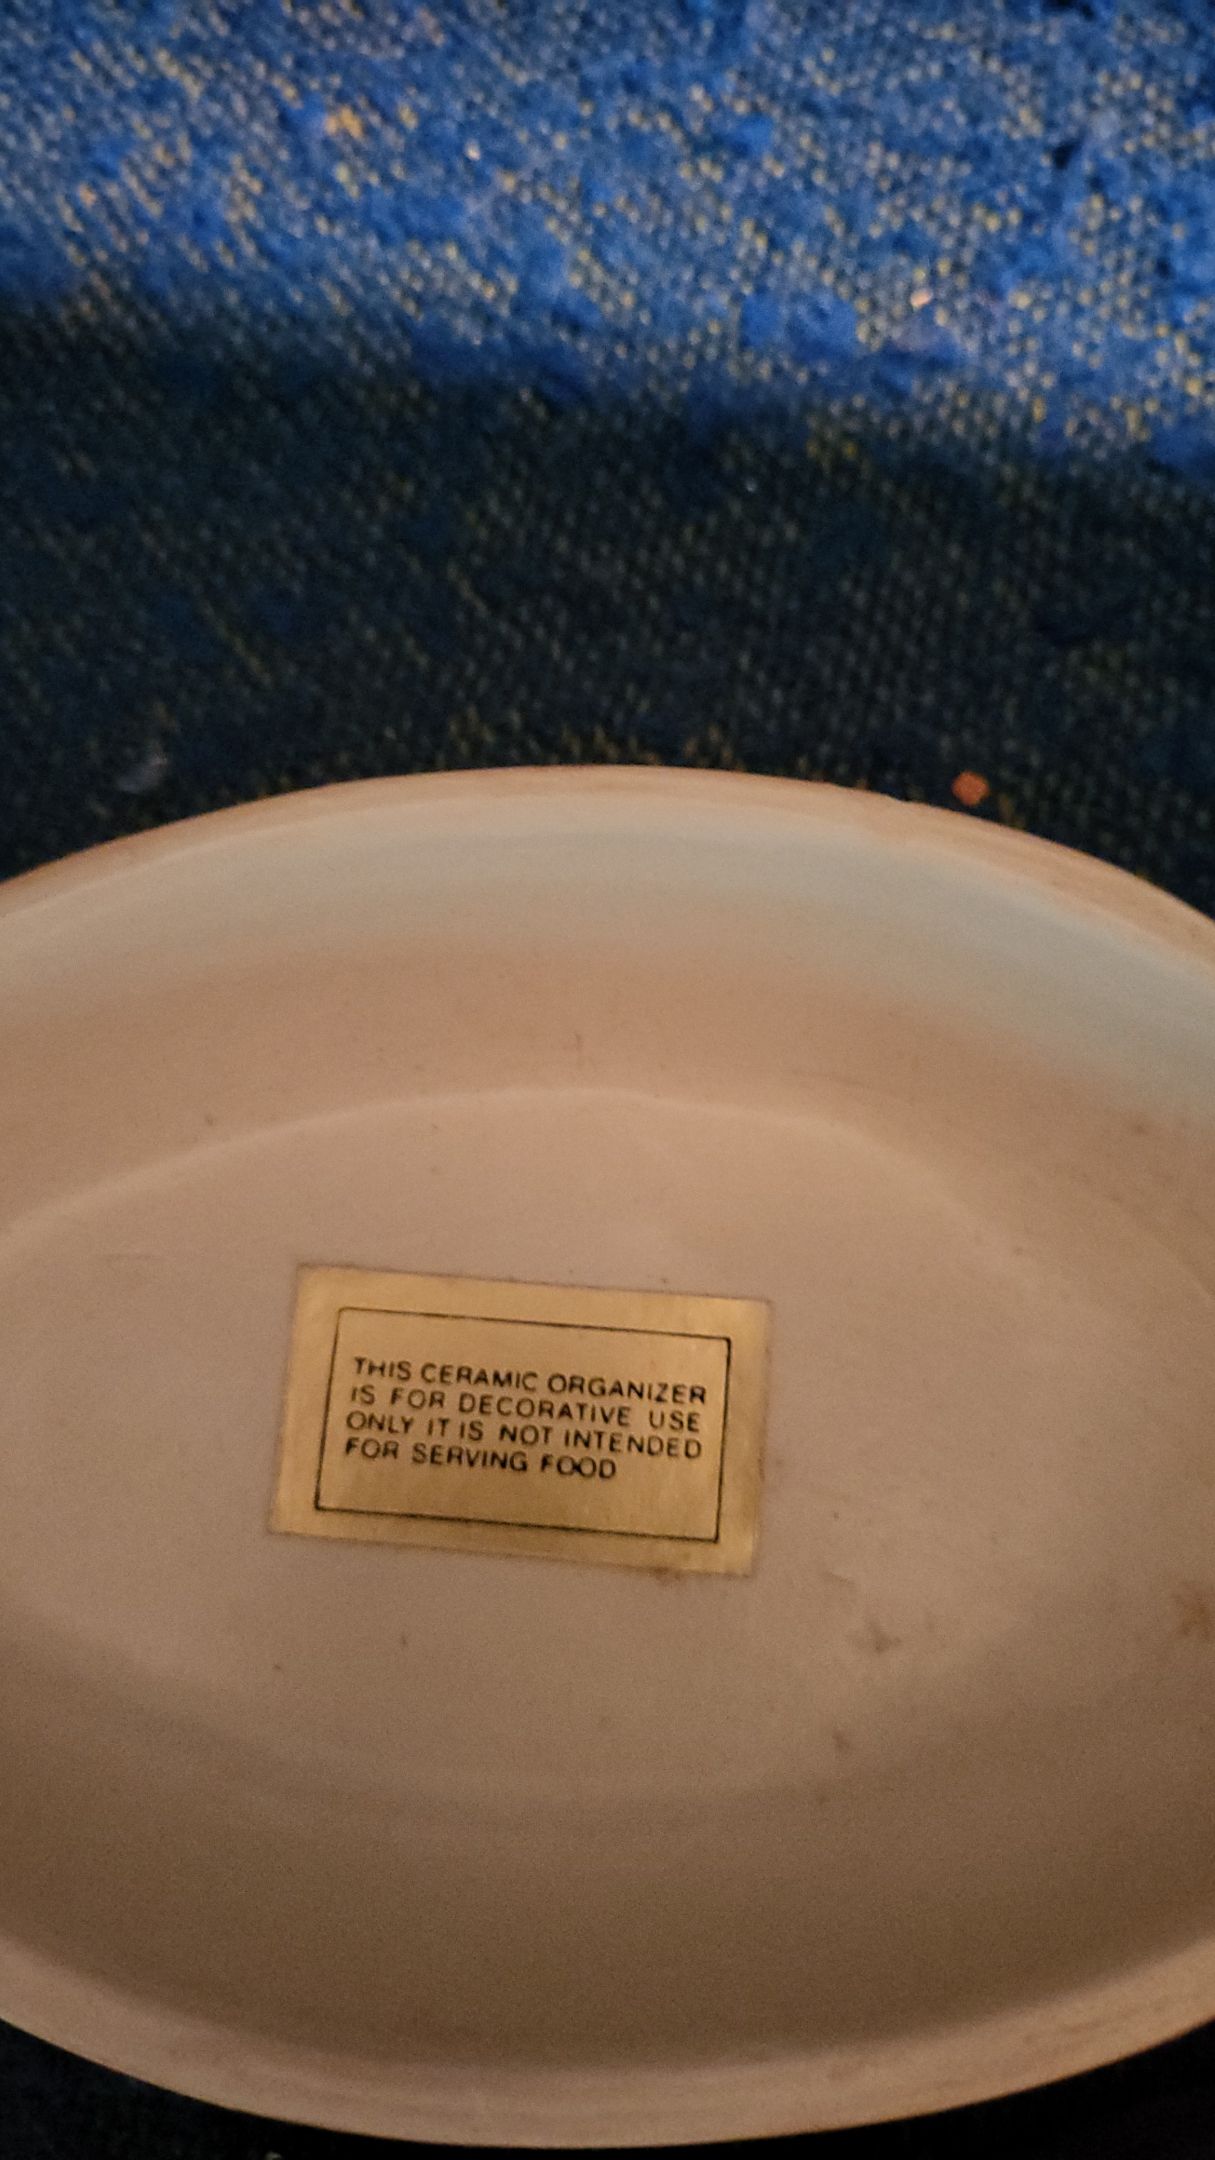 THIS CERAMIC ORGANIZER
IS FOR DECORATIVE USE
ONLY IT IS NOT INTENDED
FOR SERVING FOOD